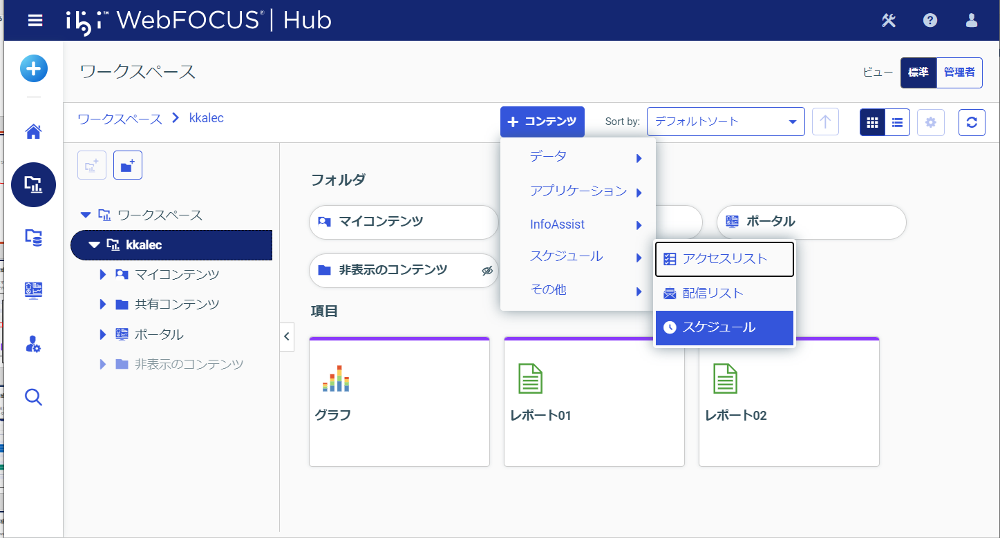 ibi™ WebFOCUS® | Hub
ワークスペース
ビュー 標準 管理者
ワークスペース kkalec
コンテンツ
Sort by: デフォルトソート
データ
アプリケーション
InfoAssist
スケジュール
その他
アクセスリスト
配信リスト
スケジュール
ワークスペース
kkalec
マイコンテンツ
共有コンテンツ
ポータル
非表示のコンテンツ
フォルダ
マイコンテンツ
ポータル
非表示のコンテンツ
項目
グラフ
レポート01
レポート02